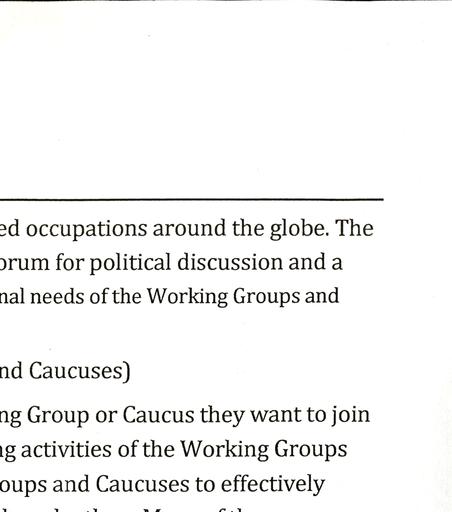 ed occupations around the globe. The
orum for political discussion and a
nal needs of the Working Groups and
nd Caucuses)
ng Group or Caucus they want to join
ng activities of the Working Groups
oups and Caucuses to effectively